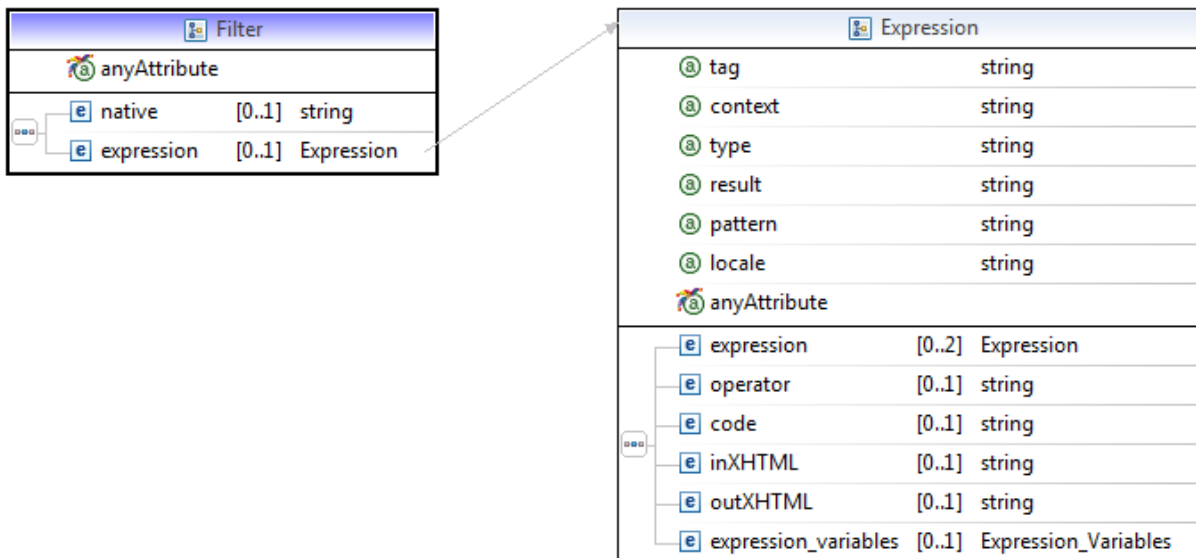 Filter
anyAttribute
native [0..1] string
expression [0..1] Expression
Expression
tag string
context string
type string
result string
pattern string
locale string
anyAttribute
expression [0..2] Expression
operator [0..1] string
code [0..1] string
inXHTML [0..1] string
outXHTML [0..1] string
expression_variables [0..1] Expression_Variables